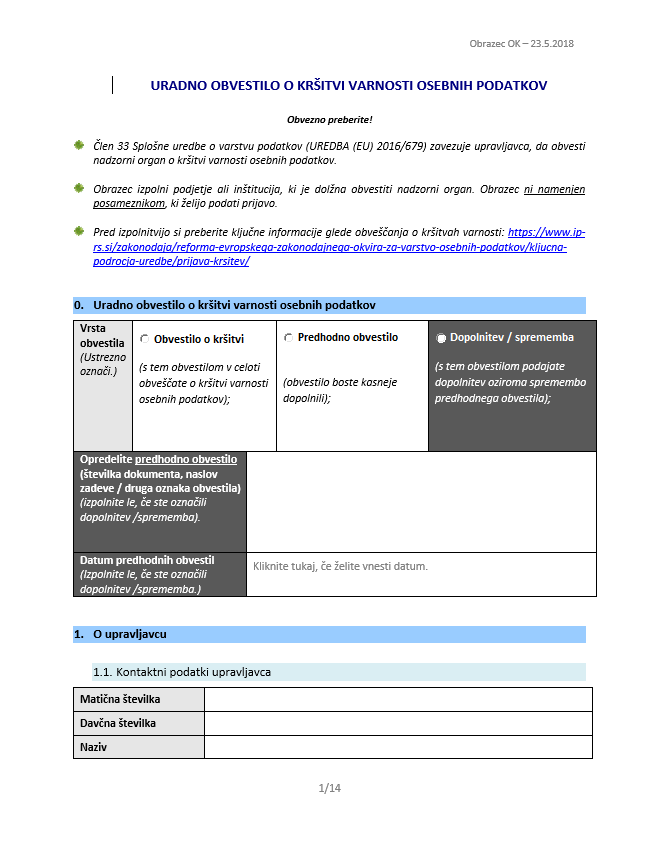 Obrazec OK – 23.5.2018
URADNO OBVESTILO O KRŠITVI VARNOSTI OSEBNIH PODATKOV
Obvezno preberite!
Člen 33 Splošne uredbe o varstvu podatkov (UREDBA (EU) 2016/679) zavezuje upravljavca, da obvesti
nadzorni organ o kršitvi varnosti osebnih podatkov.
Obrazec izpolni podjetje ali inštitucija, ki je dolžna obvestiti nadzorni organ. Obrazec ni namenjen
posameznikom, ki želijo podati prijavo.
Pred izpolnitvijo si preberite ključne informacije glede obveščanja o kršitvah varnosti: https://www.ip-
rs.si/zakonodaja/reforma-evropskega-zakonodajnega-okvira-za-varstvo-osebnih-podatkov/kljucna-
podrocja-uredbe/prijava-krsitev/
0. Uradno obvestilo o kršitvi varnosti osebnih podatkov
Vrsta
obvestila
(Ustrezno
označi.)
Obvestilo o kršitvi
(s tem obvestilom v celoti
obveščate o kršitvi varnosti
osebnih podatkov);
Predhodno obvestilo
(obvestilo boste kasneje
dopolnili);
Dopolnitev / sprememba
(s tem obvestilom podajate
dopolnitev oziroma spremembo
predhodnega obvestila);
Opredelite predhodno obvestilo
(številka dokumenta, naslov
zadeve / druga oznaka obvestila)
(izpolnite le, če ste označili
dopolnitev /sprememba).
Datum predhodnih obvestil
(Izpolnite le, če ste označili
dopolnitev /sprememba.)
Kliknite tukaj, če želite vnesti datum.
1. O upravljavcu
1.1. Kontaktni podatki upravljavca
Matična številka
Davčna številka
Naziv
1/14